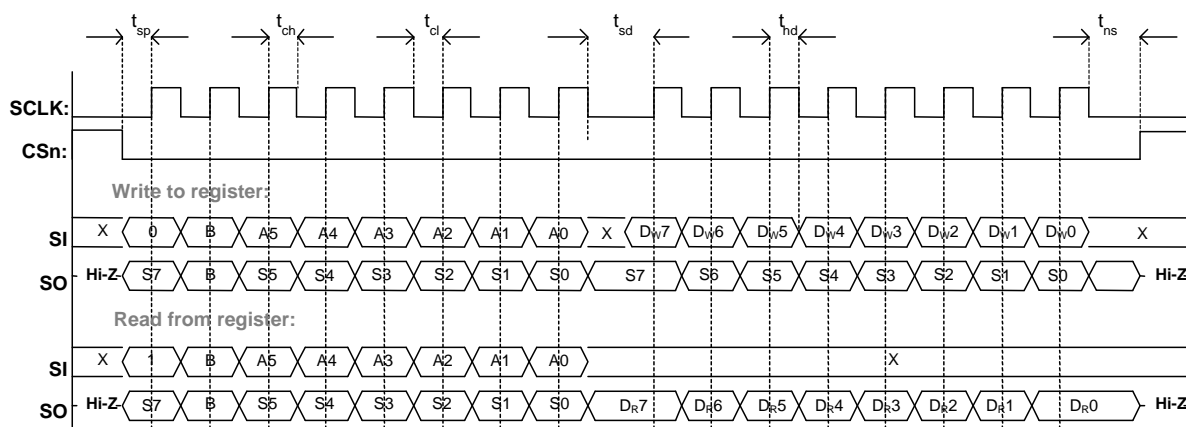 tsp tch tcl tsd thd tns
SCLK:
CSn:
Write to register:
SI X 0 B A5 A4 A3 A2 A1 A0 X DW7 DW6 DW5 DW4 DW3 DW2 DW1 DW0 X
SO Hi-Z S7 B S5 S4 S3 S2 S1 S0 S7 S6 S5 S4 S3 S2 S1 S0 Hi-Z
Read from register:
SI X 1 B A5 A4 A3 A2 A1 A0 X
SO Hi-Z S7 B S5 S4 S3 S2 S1 S0 DR7 DR6 DR5 DR4 DR3 DR2 DR1 DR0 Hi-Z